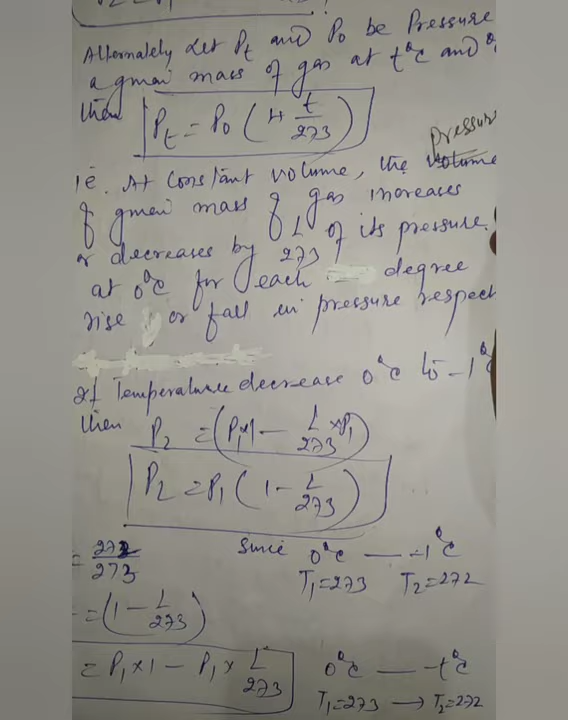 Alternately Let Pt and P0 be Pressure
a given mass of gas at t°c and 0
then Pt = P0 (1+ t/273)
pressure
ie. At Constant volume, the volume
of given mass of gas increases
or decreases by 1/273 of its pressure.
at 0°c for each degree
rise or fall in pressure respect
If Temperature decrease 0°c to -1°c
then P2 = (P1×1 - 1/273 ×P1)
P2 = P1 (1 - 1/273)
= 272/273 Since 0°c — -1°c
T1=273 T2=272
= (1 - 1/273)
= P1×1 - P1× 1/273 0°c — -t°c
T1=273 → T2=272